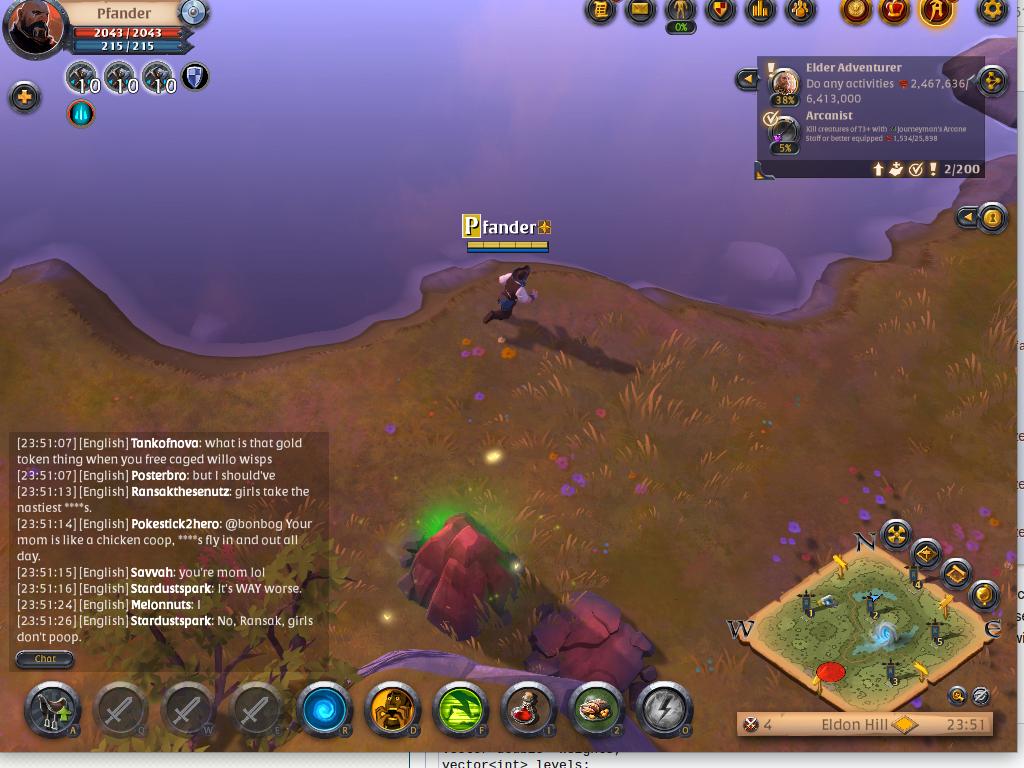 Pfander
2043 / 2043
215 / 215
10
10
10
0%
Elder Adventurer
Do any activities 2,467,636/
6,413,000
38%
Arcanist
Kill creatures of T3+ with Journeyman's Arcane
Staff or better equipped 1,534/25,898
5%
2/200
Pfander
[23:51:07][English] Tankofnova: what is that gold
token thing when you free caged willo wisps
[23:51:07][English] Posterbro: but I should've
[23:51:13][English] Ransakthesenutz: girls take the
nastiest ****s.
[23:51:14][English] Pokestick2hero: @bonbog Your
mom is like a chicken coop, ****s fly in and out all
day.
[23:51:15][English] Savvah: you're mom lol
[23:51:16][English] Stardustspark: It's WAY worse.
[23:51:24][English] Melonnuts: I
[23:51:26][English] Stardustspark: No, Ransak, girls
don't poop.
Chat
N
W
E
1
2
3
4
5
A
Q
W
E
R
D
F
1
2
O
4
Eldon Hill
23:51
vector<int> levels;